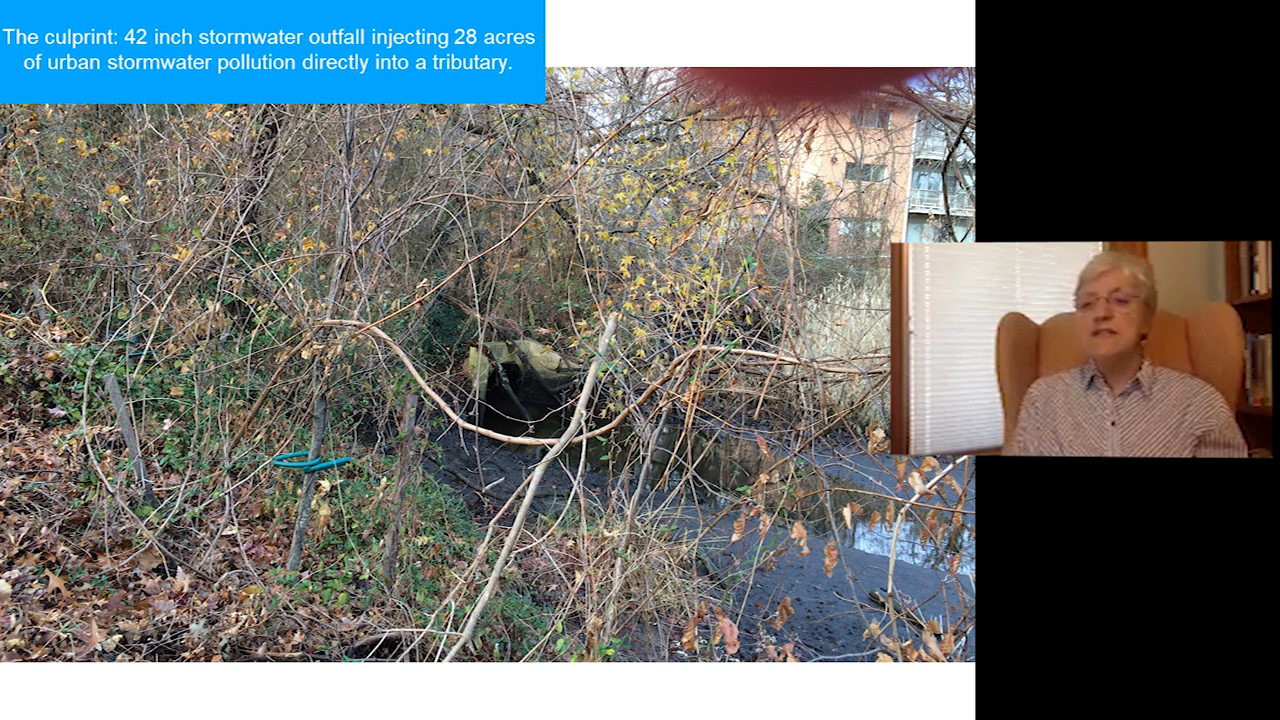 The culprint: 42 inch stormwater outfall injecting 28 acres
of urban stormwater pollution directly into a tributary.